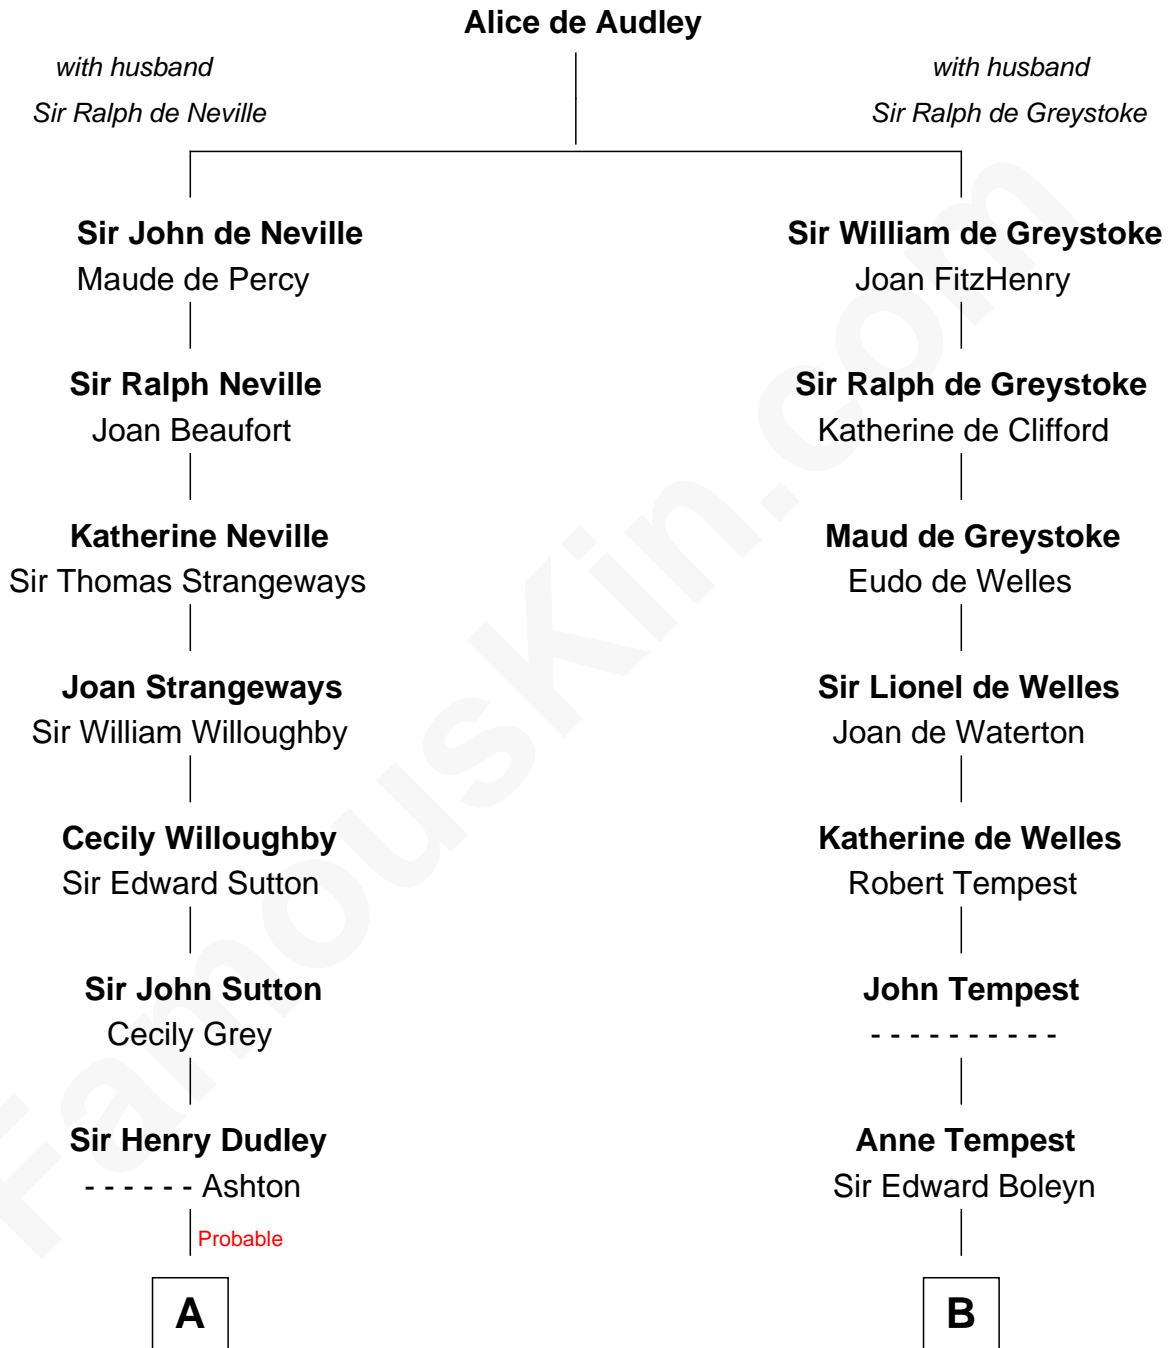 Alice de Audley
with husband
Sir Ralph de Neville
with husband
Sir Ralph de Greystoke
Sir John de Neville
Maude de Percy
Sir William de Greystoke
Joan FitzHenry
Sir Ralph Neville
Joan Beaufort
Sir Ralph de Greystoke
Katherine de Clifford
Katherine Neville
Sir Thomas Strangeways
Maud de Greystoke
Eudo de Welles
Joan Strangeways
Sir William Willoughby
Sir Lionel de Welles
Joan de Waterton
Cecily Willoughby
Sir Edward Sutton
Katherine de Welles
Robert Tempest
Sir John Sutton
Cecily Grey
John Tempest
- - - - - - - - - -
Sir Henry Dudley
- - - - - - Ashton
Anne Tempest
Sir Edward Boleyn
Probable
A
B
FamousKin.com